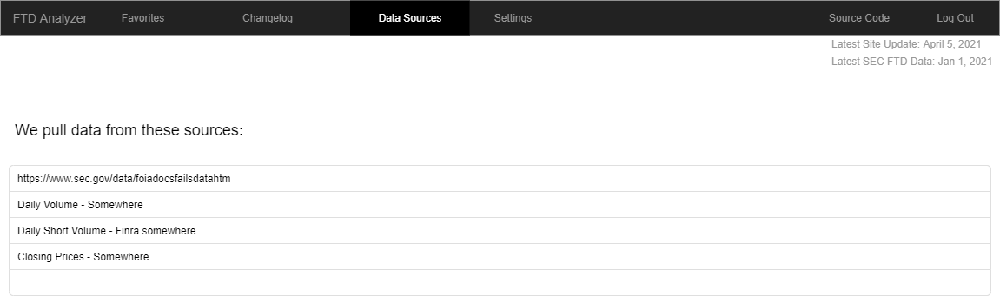 FTD Analyzer Favorites Changelog Data Sources Settings Source Code Log Out
Latest Site Update: April 5, 2021
Latest SEC FTD Data: Jan 1, 2021
We pull data from these sources:
https://www.sec.gov/data/foiadocsfailsdatahtm
Daily Volume - Somewhere
Daily Short Volume - Finra somewhere
Closing Prices - Somewhere